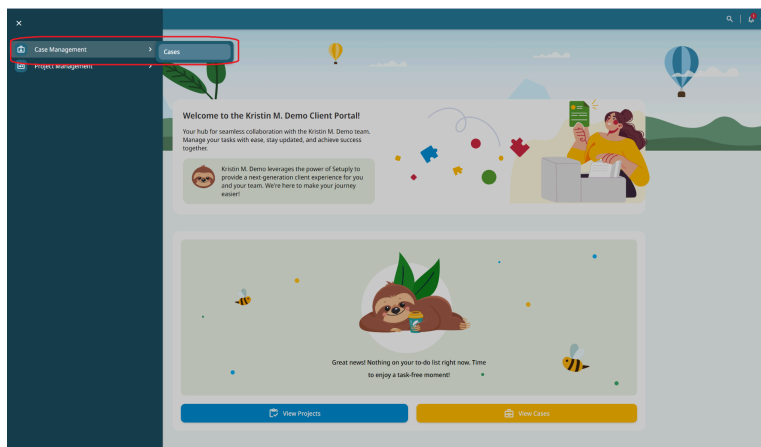 Case Management
Cases
Project Management
Welcome to the Kristin M. Demo Client Portal!
Your hub for seamless collaboration with the Kristin M. Demo team.
Manage your tasks with ease, stay updated, and achieve success
together.
Kristin M. Demo leverages the power of Setuply to
provide a next-generation client experience for you
and your team. We're here to make your journey
easier!
Great news! Nothing on your to-do list right now. Time
to enjoy a task-free moment!
View Projects
View Cases